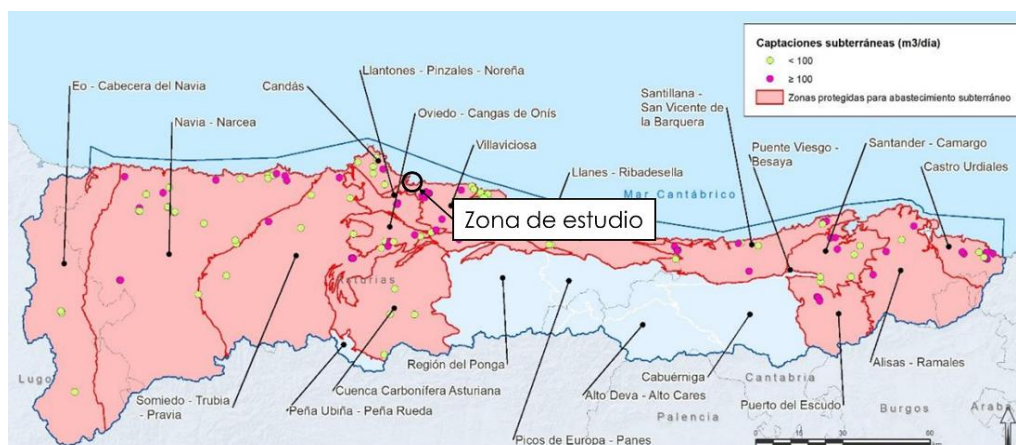 Captaciones subterráneas (m3/día)
< 100
≥ 100
Zonas protegidas para abastecimiento subterráneo
Llantones -
Pinzales - Noreña
Eo - Cabecera del Navia
Candás
Santillana -
San Vicente de
la Barquera
Navia - Narcea
Oviedo - Cangas de Onís
Puente Viesgo -
Besaya
Santander - Camargo
Villaviciosa
Castro Urdiales
Llanes - Ribadesella
Mar Cantábrico
Zona de estudio
Asturias
Región del Ponga
Cabuérniga
Alisas - Ramales
Cantabria
Lugo
Somiedo - Trubia
- Pravia
Cuenca Carbonífera Asturiana
Alto Deva - Alto Cares
Puerto del Escudo
Burgos
Araba
Peña Ubiña - Peña Rueda
Palencia
Picos de Europa - Panes
0 10 20 30